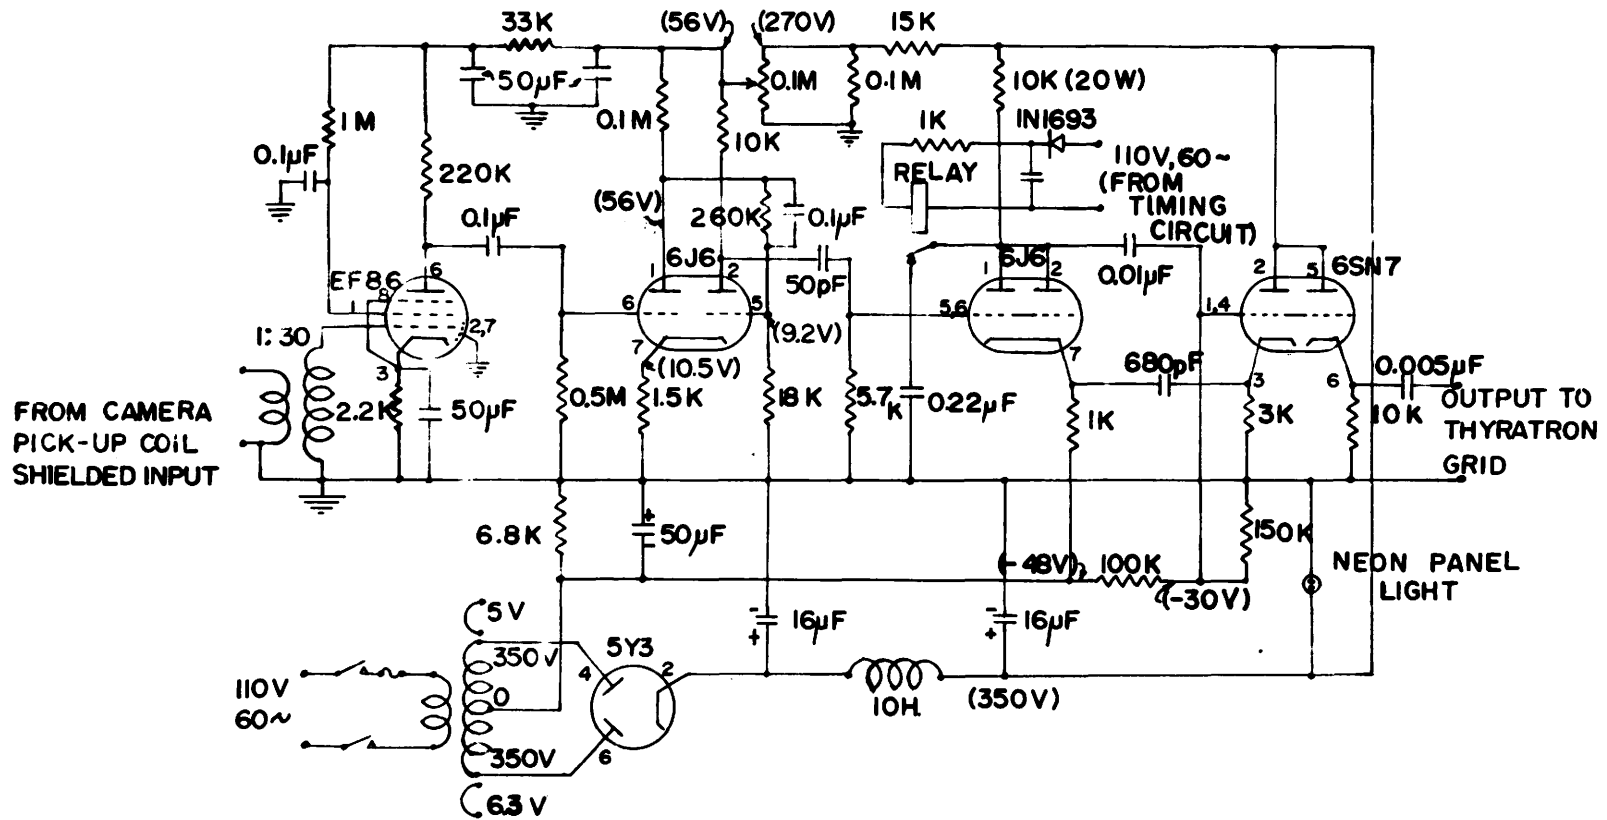 33K
(56V)
(270V)
15K
50µF
0.1M
0.1M
10K (20W)
1M
0.1M
10K
1K
1N1693
0.1µF
220K
RELAY
110V, 60~
(FROM
TIMING
CIRCUIT)
(56V)
260K
0.1µF
0.1µF
EF86
6
8
1
2,7
3
6J6
1
2
50pF
6
5
7
(9.2V)
(10.5V)
6J6
1
2
5,6
7
0.01µF
2
5
6SN7
1,4
3
6
1:30
680pF
0.005µF
FROM CAMERA
PICK-UP COIL
SHIELDED INPUT
2.2K
50µF
0.5M
1.5K
18K
5.7
K
0.22µF
1K
3K
10K
OUTPUT TO
THYRATRON
GRID
6.8K
+
-
50µF
150K
(-48V)
100K
(-30V)
NEON PANEL
LIGHT
5V
-
+
16µF
-
+
16µF
350V
5Y3
4
2
6
110V
60~
0
350V
10H.
(350V)
6.3V